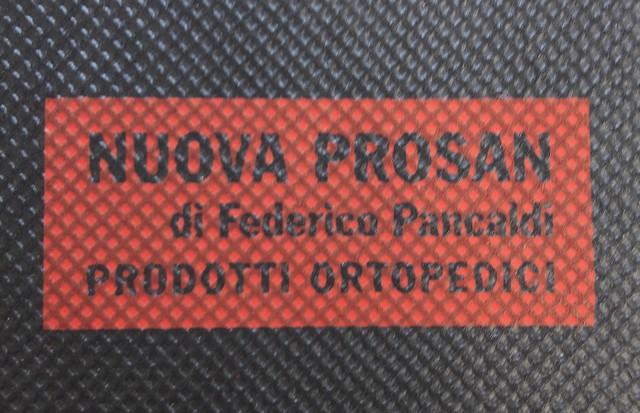 NUOVA PROSAN
di Federico Pancaldi
PRODOTTI ORTOPEDICI